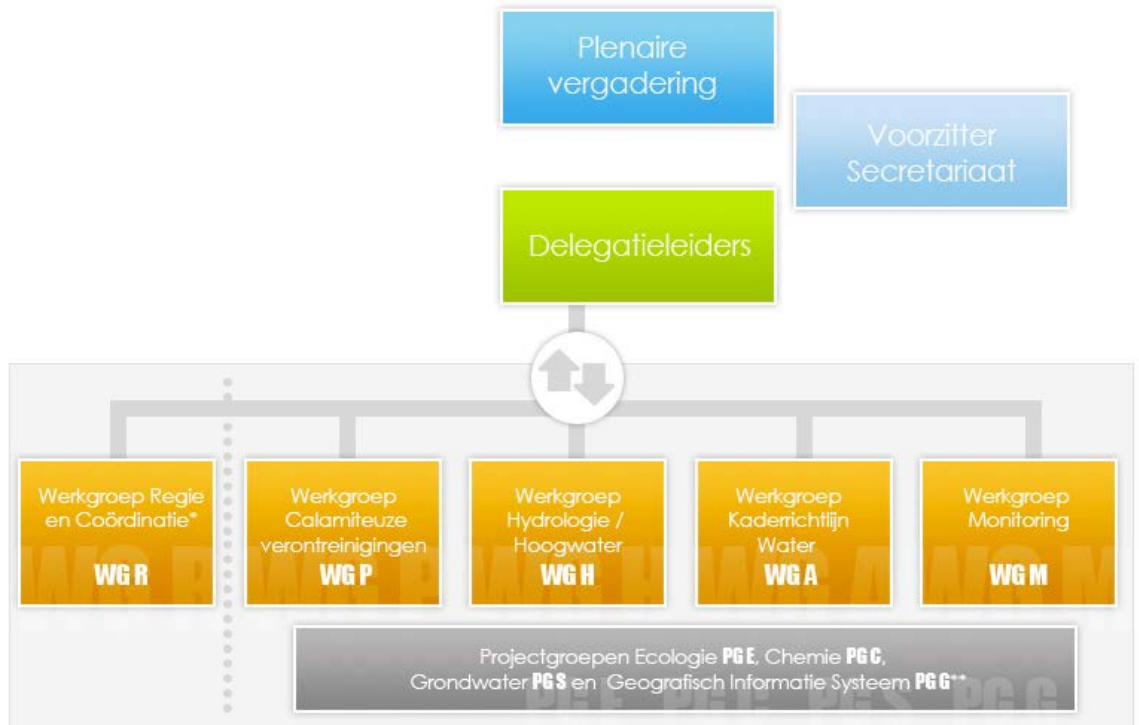 Plenaire
vergadering
Voorzitter
Secretariaat
Delegatieleiders
Werkgroep Regie
en Coördinatie*
WG R
Werkgroep
Calamiteuze
verontreinigingen
WG P
Werkgroep
Hydrologie /
Hoogwater
WG H
Werkgroep
Kaderrichtlijn
Water
WG A
Werkgroep
Monitoring
WG M
Projectgroepen Ecologie PG E, Chemie PG C,
Grondwater PG S en Geografisch Informatie Systeem PG G**